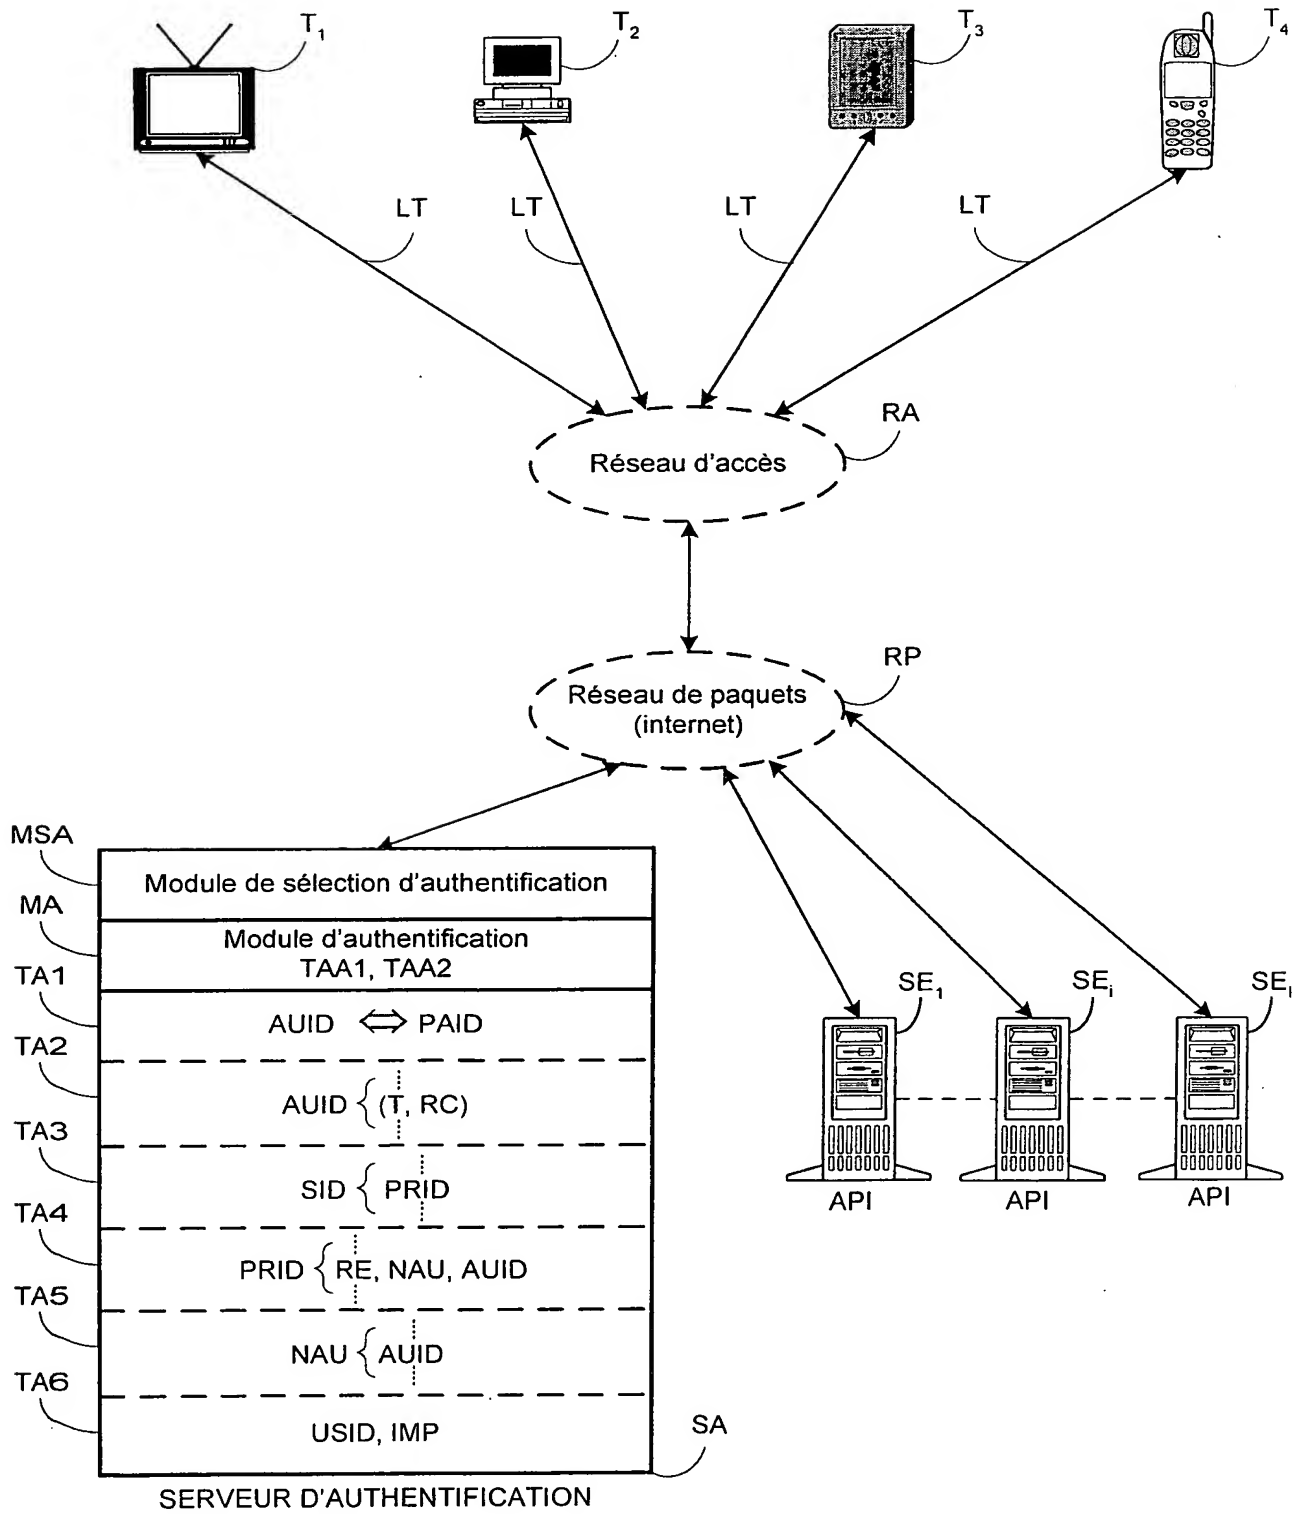 T1
T2
T3
T4
LT
LT
LT
LT
RA
Réseau d'accès
RP
Réseau de paquets
(internet)
MSA
Module de sélection d'authentification
MA
Module d'authentification
TAA1, TAA2
TA1
AUID ⇔ PAID
TA2
AUID { (T, RC)
TA3
SID { PRID
TA4
PRID { RE, NAU, AUID
TA5
NAU { AUID
TA6
USID, IMP
SA
SERVEUR D'AUTHENTIFICATION
SE1
SEi
SEI
API
API
API